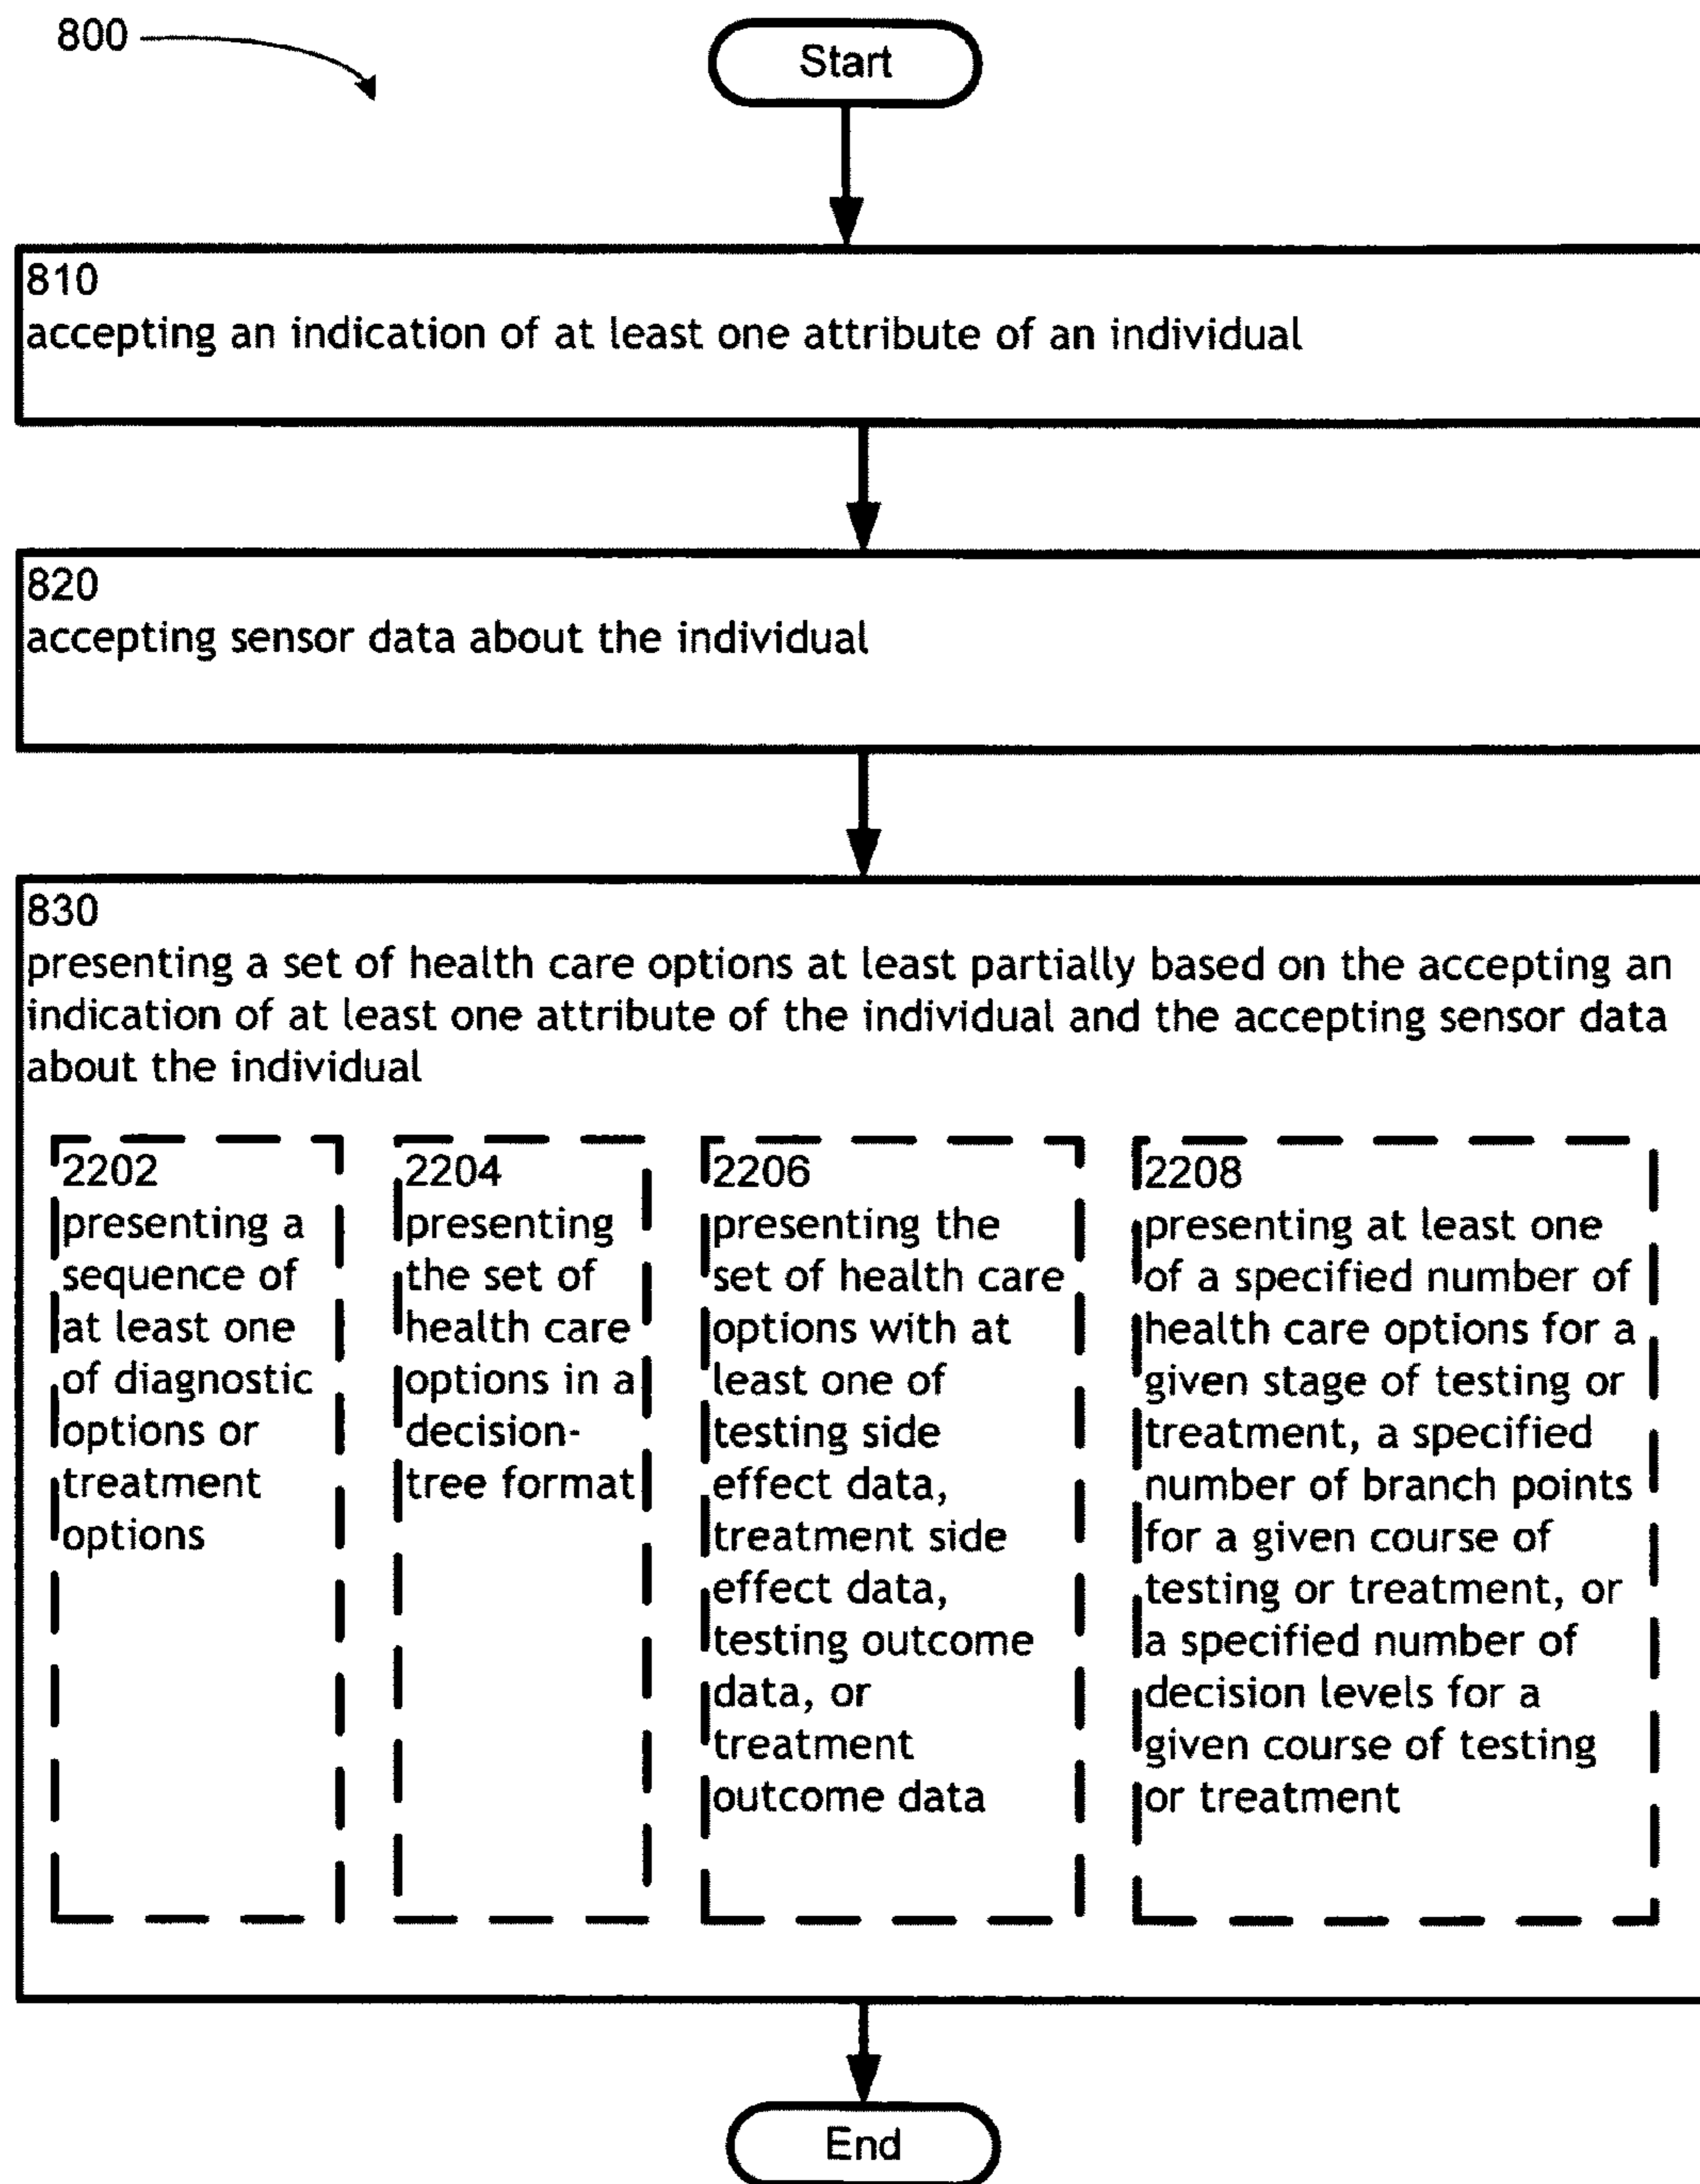 800
Start
810
accepting an indication of at least one attribute of an individual
820
accepting sensor data about the individual
830
presenting a set of health care options at least partially based on the accepting an
indication of at least one attribute of the individual and the accepting sensor data
about the individual
2202
presenting a
sequence of
at least one
of diagnostic
options or
treatment
options
2204
presenting
the set of
health care
options in a
decision-
tree format
2206
presenting the
set of health care
options with at
least one of
testing side
effect data,
treatment side
effect data,
testing outcome
data, or
treatment
outcome data
2208
presenting at least one
of a specified number of
health care options for a
given stage of testing or
treatment, a specified
number of branch points
for a given course of
testing or treatment, or
a specified number of
decision levels for a
given course of testing
or treatment
End